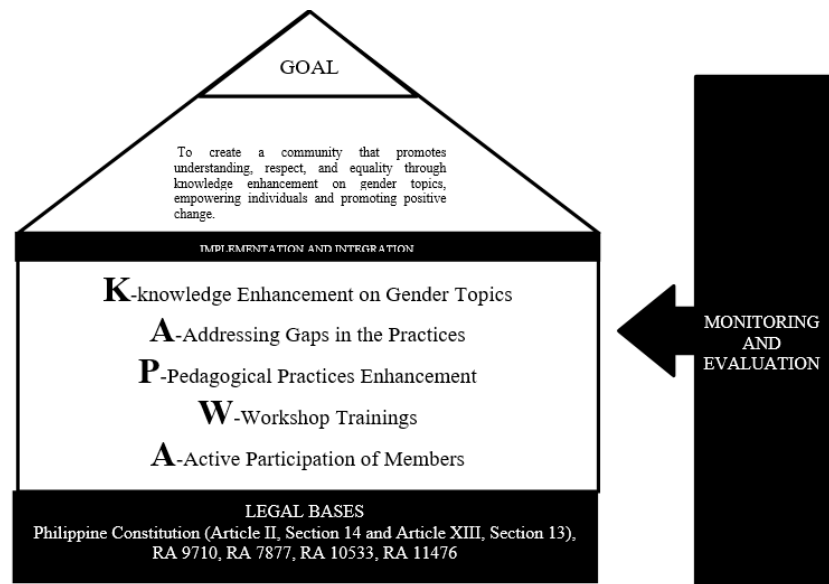 GOAL
To create a community that promotes
understanding, respect, and equality through
knowledge enhancement on gender topics,
empowering individuals and promoting positive
change.
IMPLEMENTATION AND INTEGRATION
K-knowledge Enhancement on Gender Topics
A-Addressing Gaps in the Practices
P-Pedagogical Practices Enhancement
W-Workshop Trainings
A-Active Participation of Members
LEGAL BASES
Philippine Constitution (Article II, Section 14 and Article XIII, Section 13),
RA 9710, RA 7877, RA 10533, RA 11476
MONITORING
AND
EVALUATION